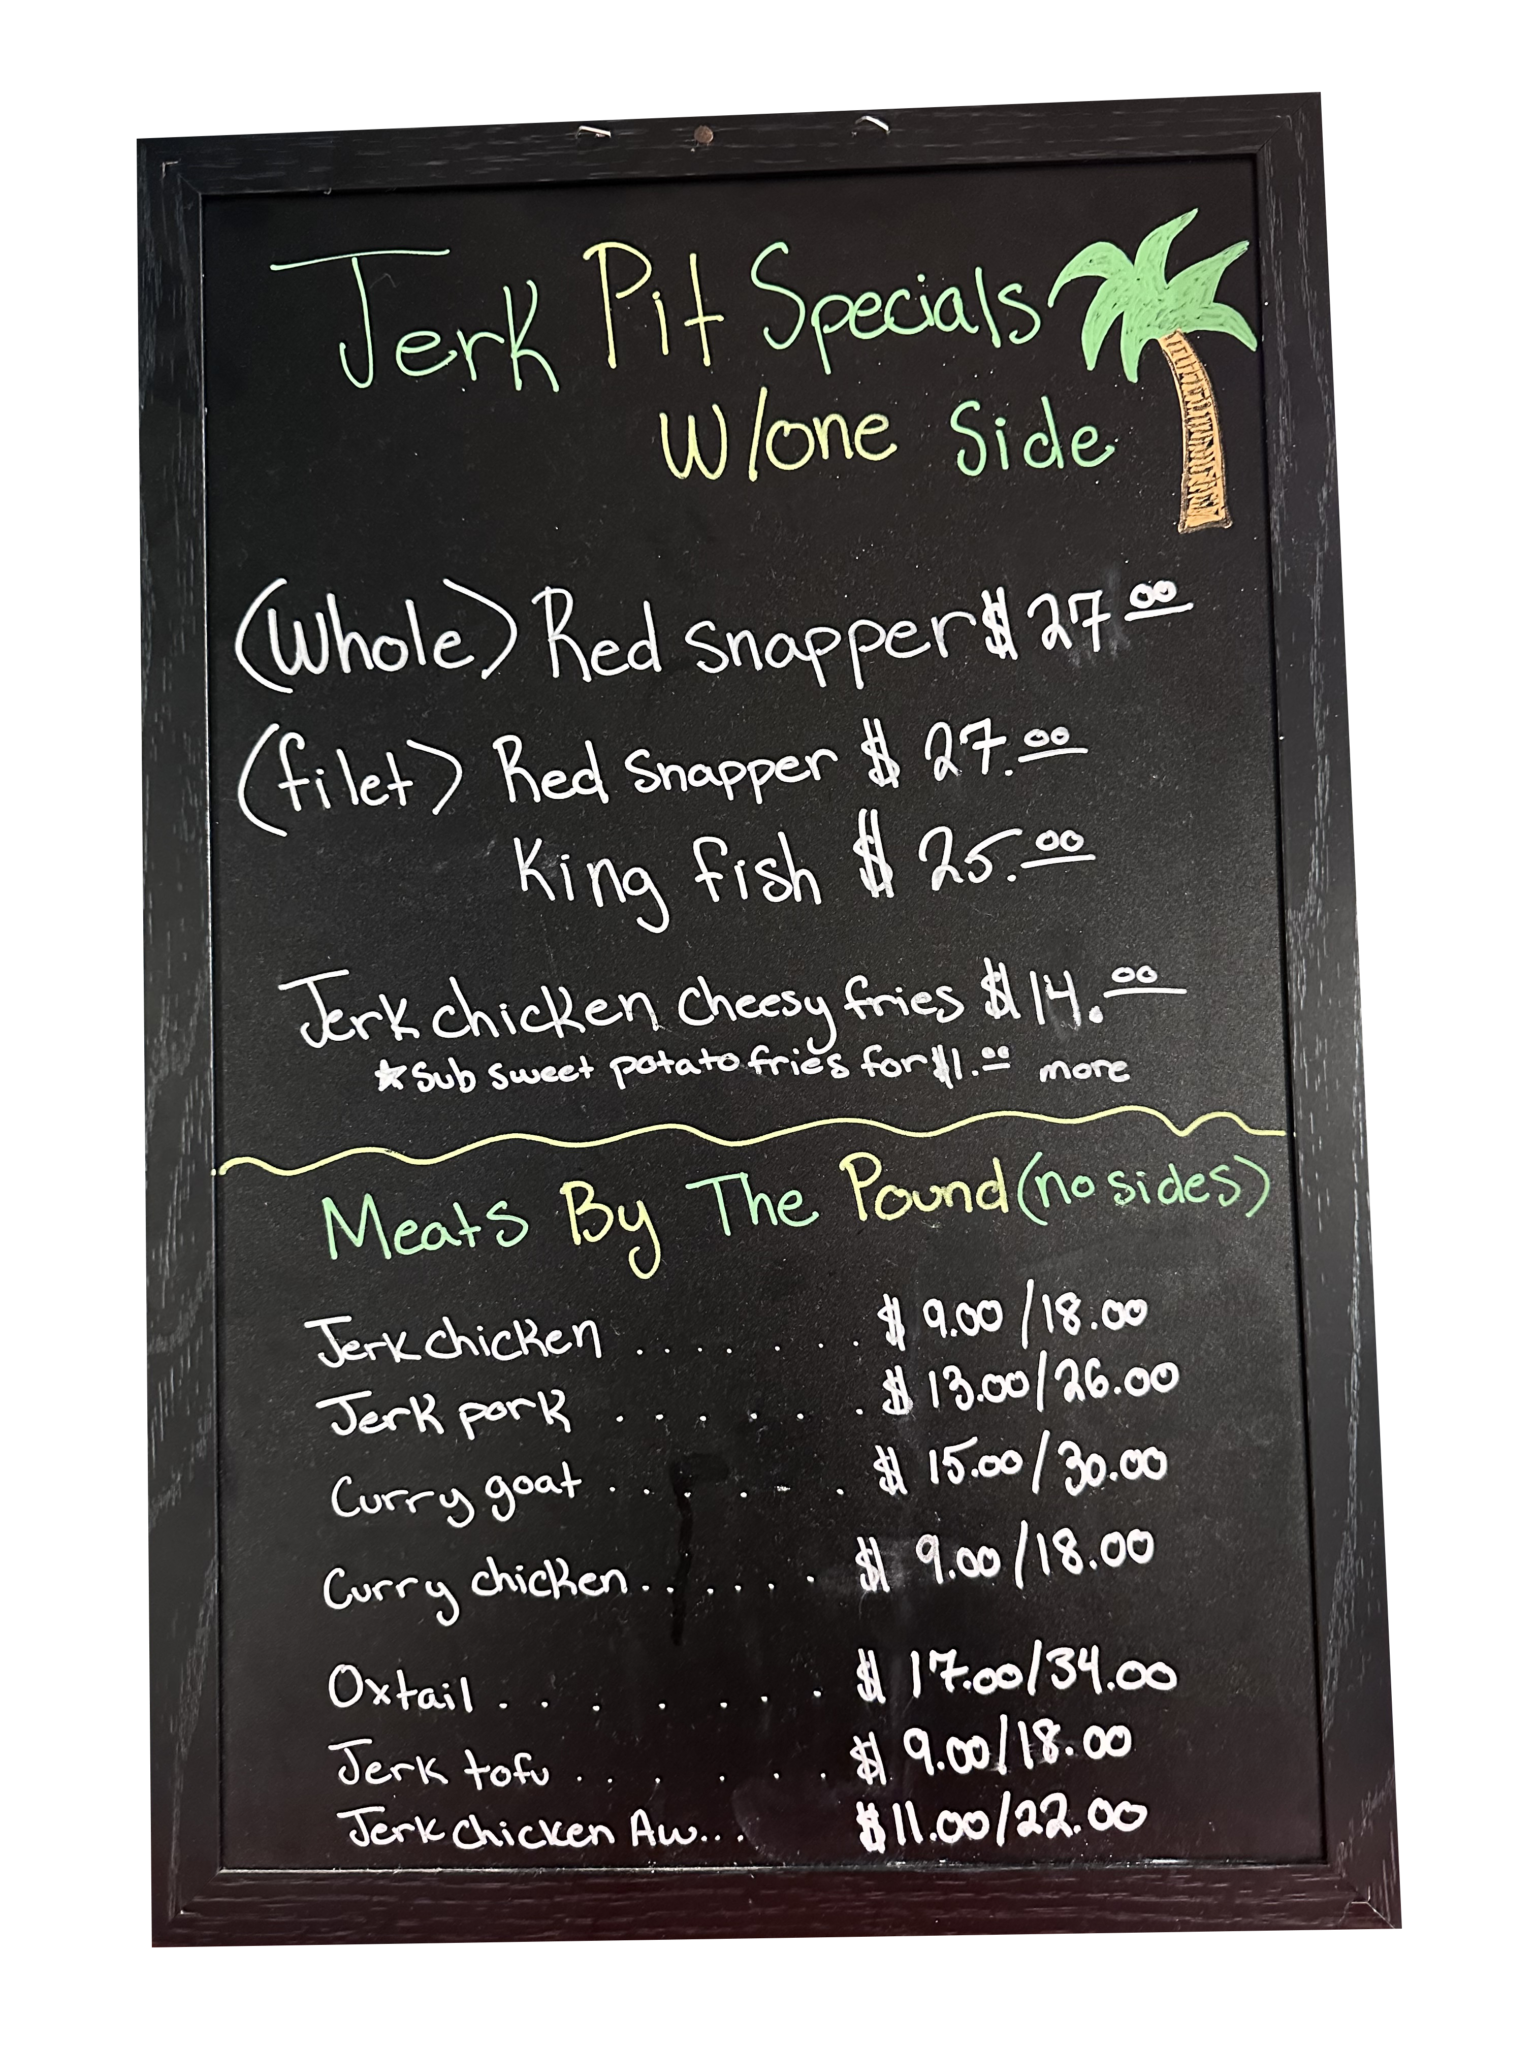 Jerk Pit Specials
W/one Side
(Whole) Red Snapper $ 27 00
(filet) Red Snapper $ 27.00
King fish $ 25.00
Jerk chicken cheesy fries $ 14.00
*Sub sweet potato fries for $1.00 more
Meats By The Pound (no sides)
Jerk chicken . . . . . . . $ 9.00/18.00
Jerk pork . . . . . . . $ 13.00/26.00
Curry goat . . . . . . . $ 15.00/30.00
Curry chicken . . . . . . $ 9.00/18.00
Oxtail . . . . . . . $ 17.00/34.00
Jerk tofu . . . . . . . $ 9.00/18.00
Jerk chicken Aw... $ 11.00/22.00